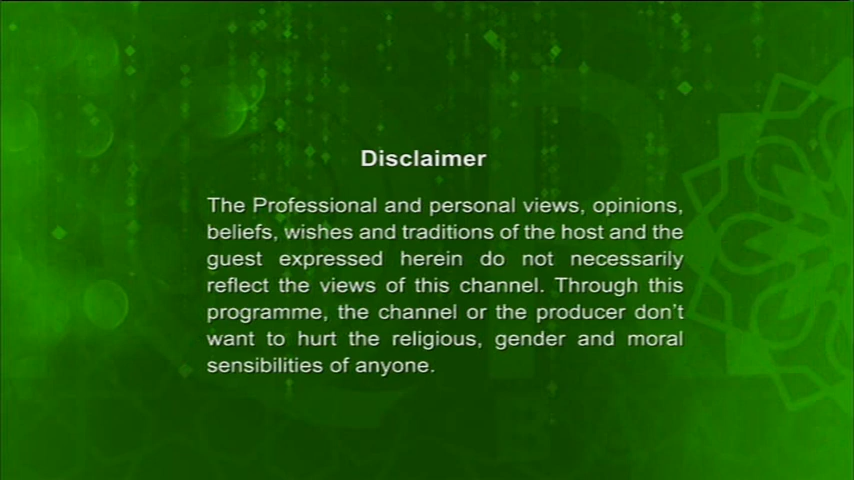 Disclaimer
The Professional and personal views, opinions,
beliefs, wishes and traditions of the host and the
guest expressed herein do not necessarily
reflect the views of this channel. Through this
programme, the channel or the producer don't
want to hurt the religious, gender and moral
sensibilities of anyone.